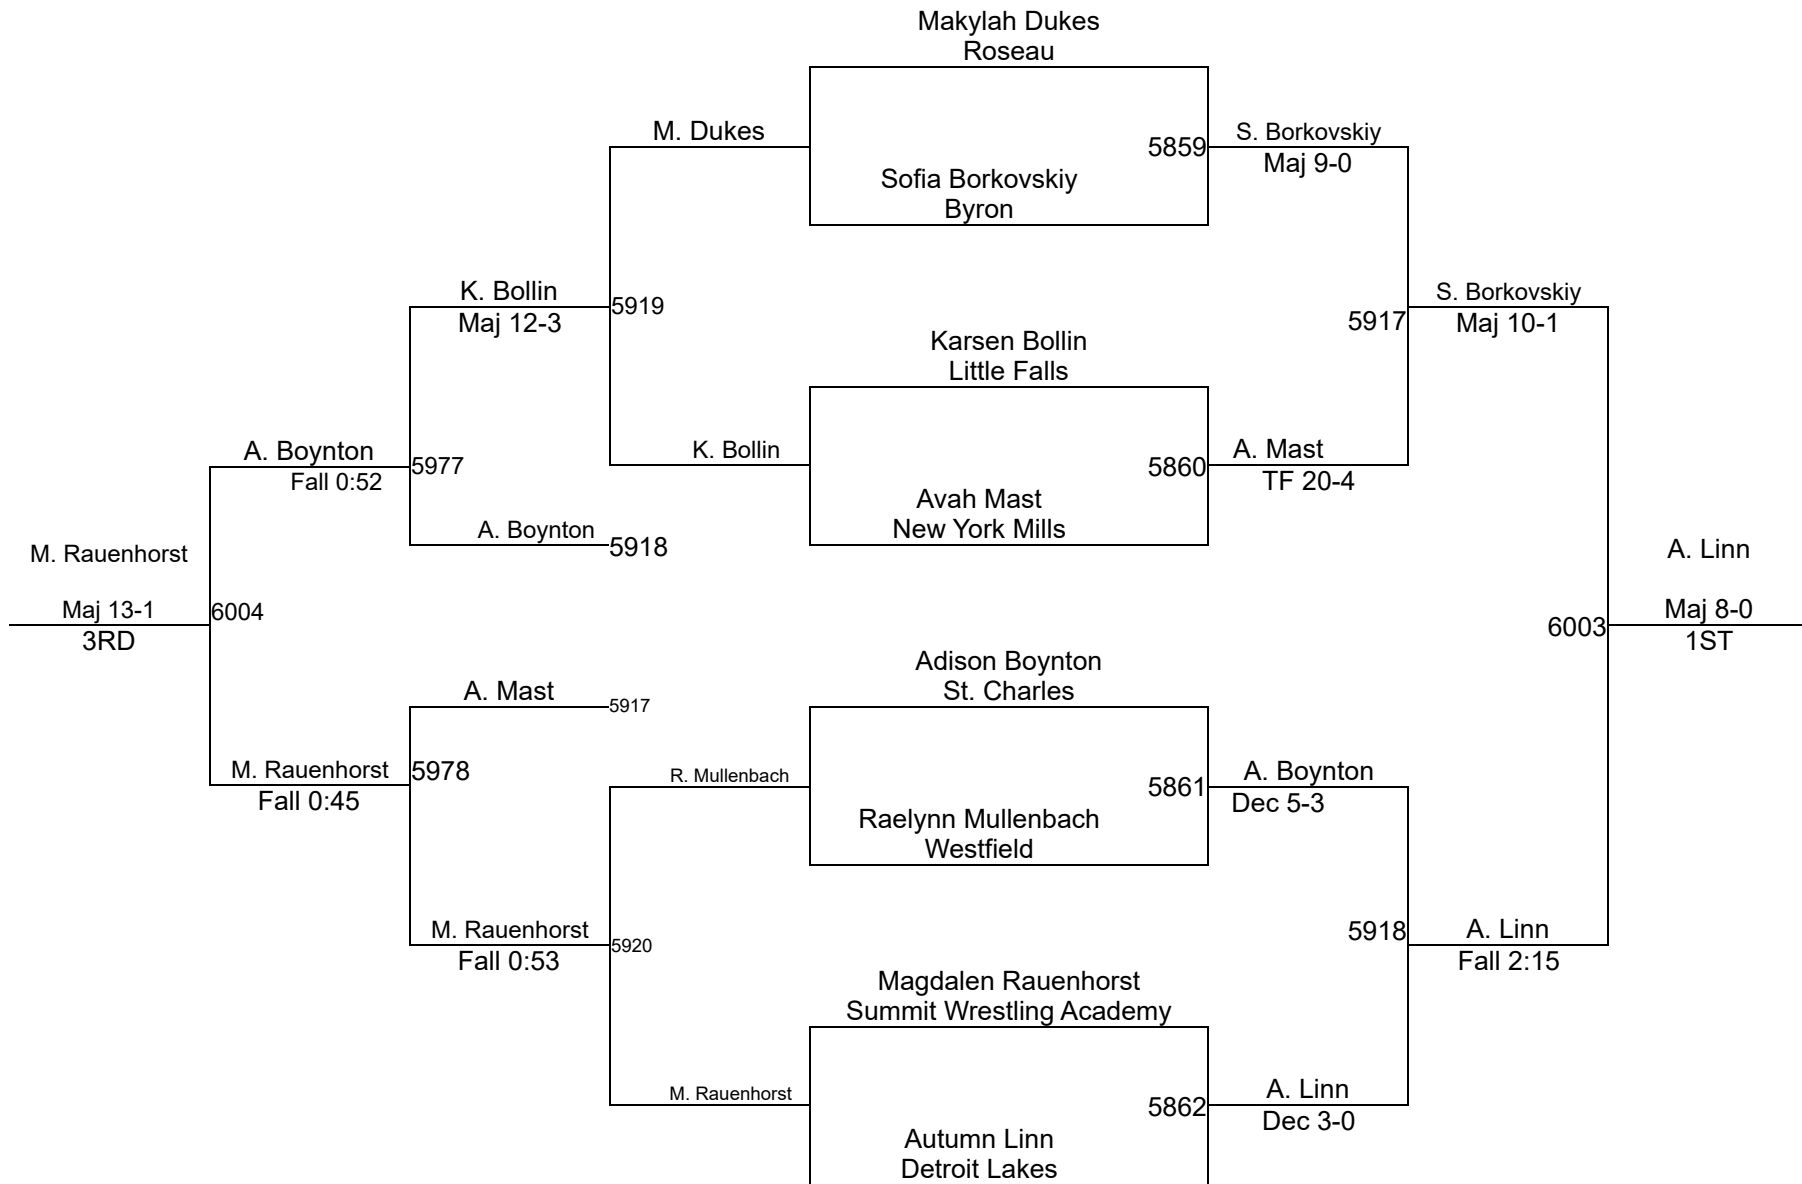 Makylah Dukes
Roseau
M. Dukes
5859
S. Borkovskiy
Maj 9-0
Sofia Borkovskiy
Byron
K. Bollin
Maj 12-3
5919
5917
S. Borkovskiy
Maj 10-1
Karsen Bollin
Little Falls
A. Boynton
Fall 0:52
5977
K. Bollin
5860
A. Mast
TF 20-4
Avah Mast
New York Mills
A. Boynton
5918
M. Rauenhorst
Maj 13-1
3RD
6004
A. Linn
Maj 8-0
1ST
6003
Adison Boynton
St. Charles
A. Mast
5917
M. Rauenhorst
Fall 0:45
5978
R. Mullenbach
5861
A. Boynton
Dec 5-3
Raelynn Mullenbach
Westfield
M. Rauenhorst
Fall 0:53
5920
5918
A. Linn
Fall 2:15
Magdalen Rauenhorst
Summit Wrestling Academy
M. Rauenhorst
5862
A. Linn
Dec 3-0
Autumn Linn
Detroit Lakes